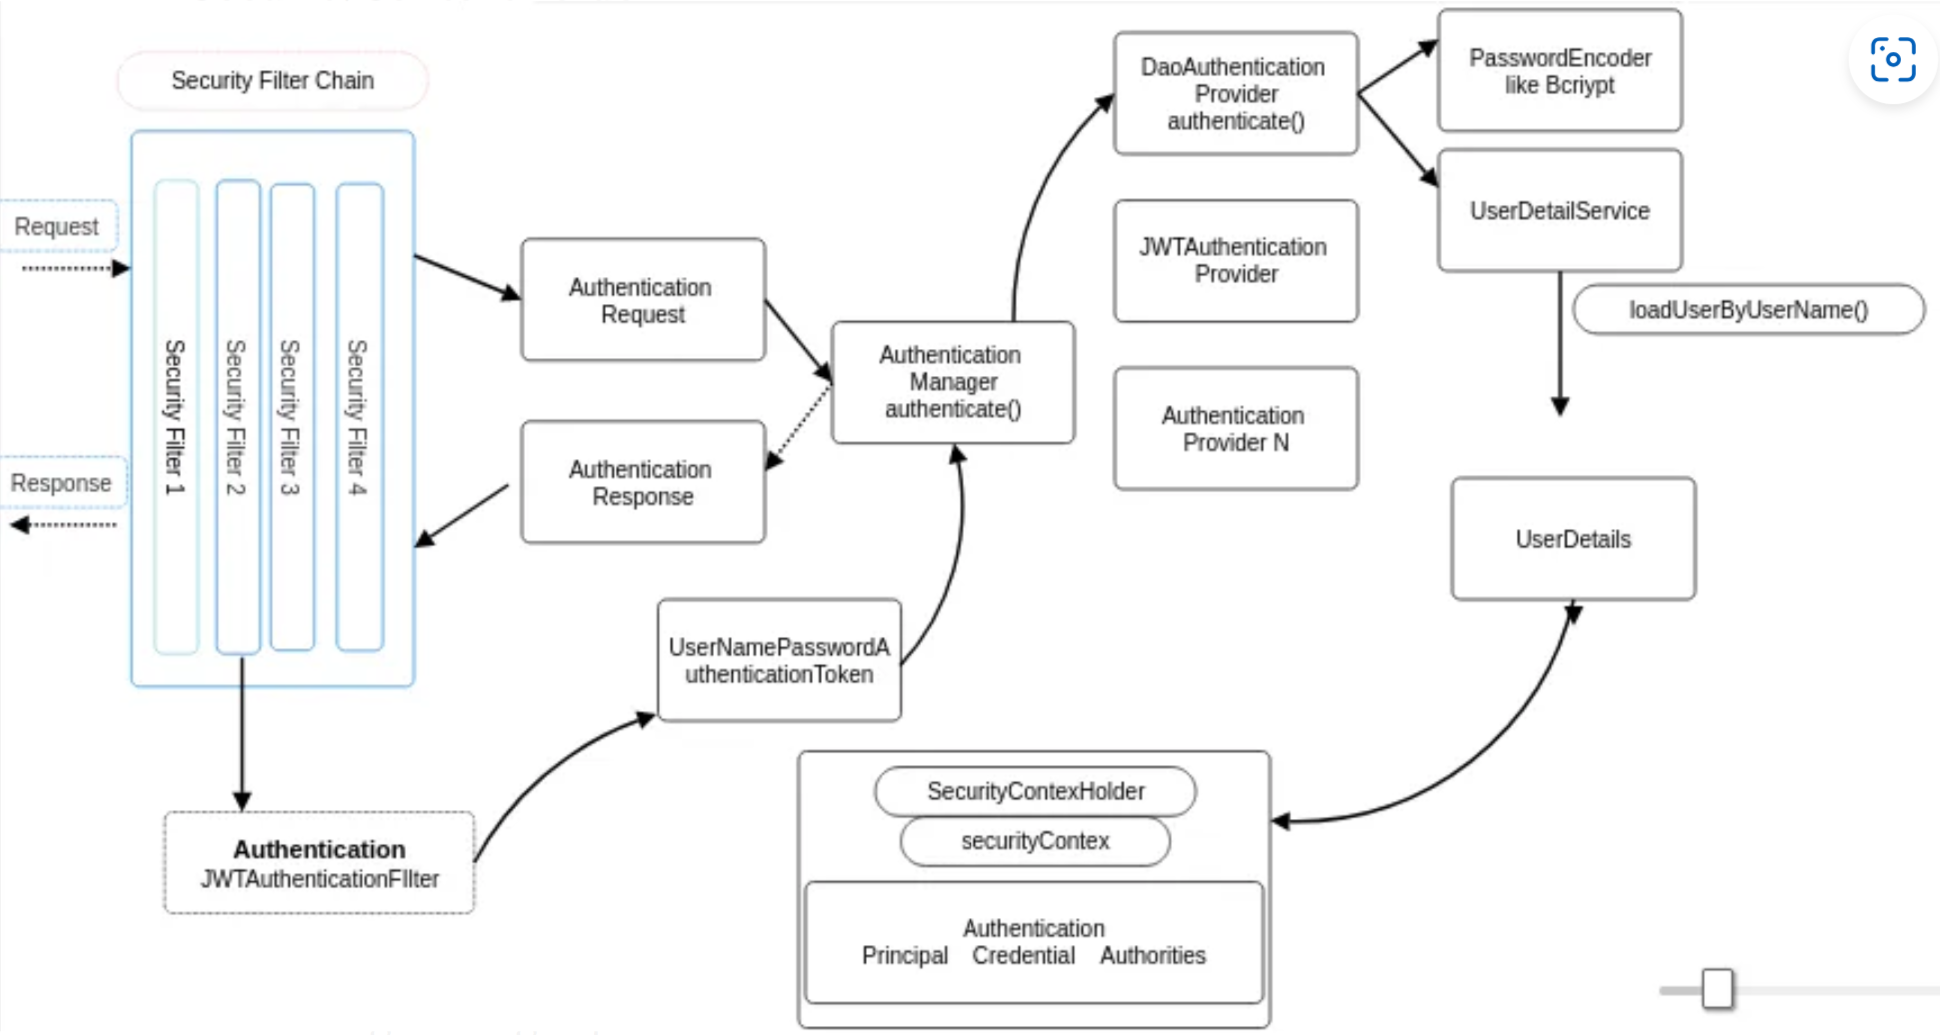 Security Filter Chain
Request
Response
Security Filter 1
Security Filter 2
Security Filter 3
Security Filter 4
Authentication
Request
Authentication
Response
Authentication
Manager
authenticate()
DaoAuthentication
Provider
authenticate()
JWTAuthentication
Provider
Authentication
Provider N
PasswordEncoder
like Bcriypt
UserDetailService
loadUserByUserName()
UserDetails
UserNamePasswordA
uthenticationToken
Authentication
JWTAuthenticationFIlter
SecurityContexHolder
securityContex
Authentication
Principal Credential Authorities